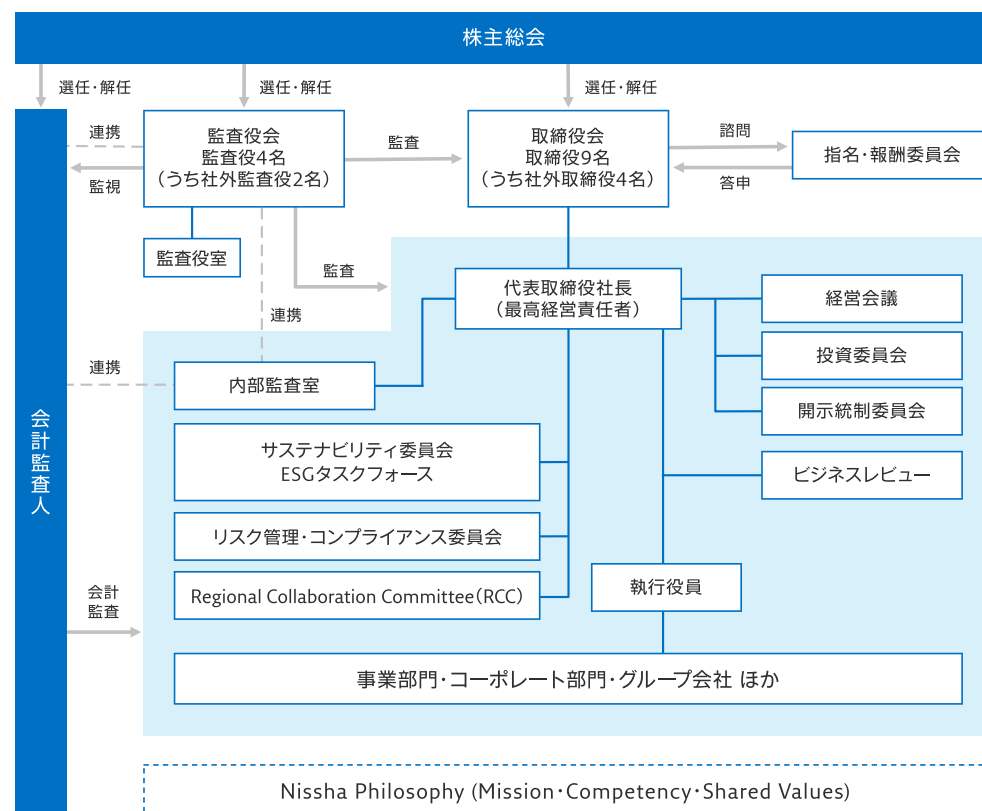 株主総会
選任・解任
選任・解任
選任・解任
連携
監視
監査役会
監査役4名
（うち社外監査役2名）
監査
取締役会
取締役9名
（うち社外取締役4名）
諮問
答申
指名・報酬委員会
監査役室
監査
連携
代表取締役社長
（最高経営責任者）
経営会議
投資委員会
開示統制委員会
連携
内部監査室
会計監査人
サステナビリティ委員会
ESGタスクフォース
ビジネスレビュー
リスク管理・コンプライアンス委員会
Regional Collaboration Committee（RCC）
執行役員
会計
監査
事業部門・コーポレート部門・グループ会社 ほか
Nissha Philosophy (Mission・Competency・Shared Values)